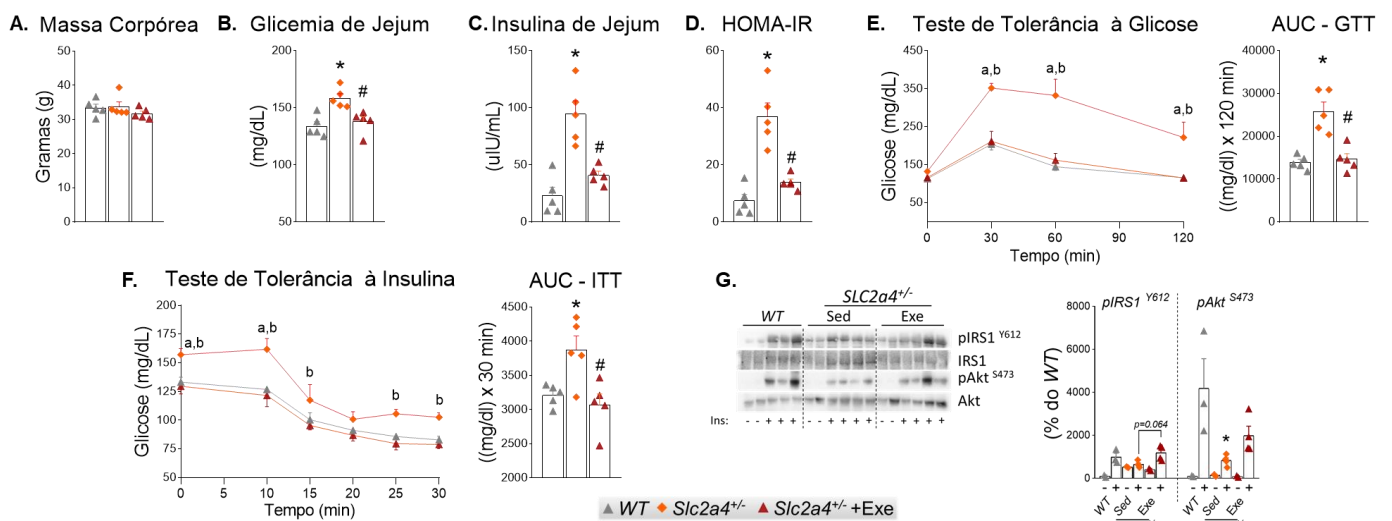 A. Massa Corpórea
Gramas (g)
50
40
30
20
10
0
B. Glicemia de Jejum
(mg/dL)
200
150
100
50
*
#
C. Insulina de Jejum
(uIU/mL)
150
100
50
0
*
#
D. HOMA-IR
60
40
20
0
*
#
E. Teste de Tolerância à Glicose
Glicose (mg/dL)
450
350
250
150
50
a,b
a,b
a,b
0 30 60 90 120
Tempo (min)
AUC - GTT
((mg/dl) x 120 min)
40000
30000
20000
10000
0
*
#
F. Teste de Tolerância à Insulina
Glicose (mg/dL)
200
175
150
125
100
75
50
a,b
a,b
b
b
b
0 5 10 15 20 25 30
Tempo (min)
AUC - ITT
((mg/dl) x 30 min)
4500
4000
3500
3000
2500
2000
*
#
G.
SLC2a4+/-
WT Sed Exe
pIRS1 Y612
IRS1
pAkt S473
Akt
Ins: - - + + + - - + + + + - - + + + +
pIRS1 Y612 pAkt S473
(% do WT)
8000
6000
4000
2000
0
p=0.064
*
- + - + - + - + - + - +
WT Sed Exe WT Sed Exe
WT Slc2a4+/- Slc2a4+/- +Exe